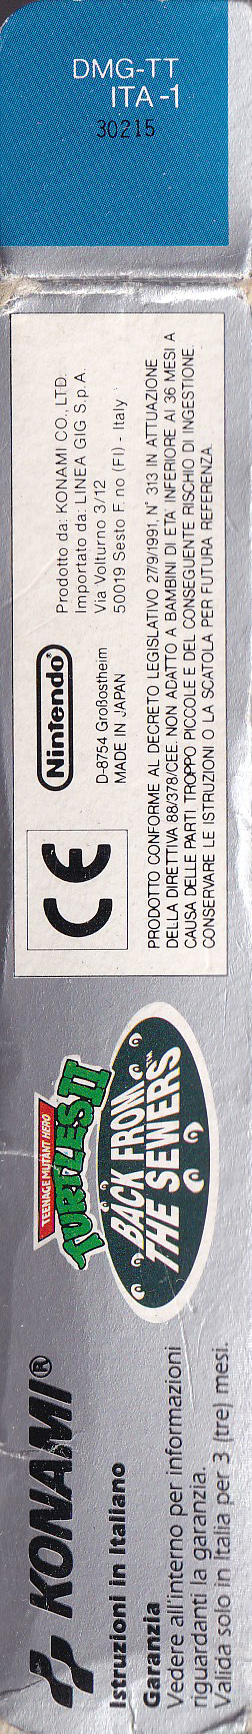 DMG-TT
ITA-1
30215
KONAMI®
Istruzioni in Italiano
Garanzia
Vedere all'interno per informazioni
riguardanti la garanzia.
Valida solo in Italia per 3 (tre) mesi.
TEENAGE MUTANT HERO
TURTLES II
BACK FROM
THE SEWERS™
CE
Nintendo®
D-8754 Großostheim
MADE IN JAPAN
Prodotto da: KONAMI CO., LTD.
Importato da: LINEA GIG S.p.A.
Via Volturno 3/12
50019 Sesto F.no (FI) - Italy
PRODOTTO CONFORME AL DECRETO LEGISLATIVO 27/9/1991, N° 313 IN ATTUAZIONE
DELLA DIRETTIVA 88/378/CEE. NON ADATTO A BAMBINI DI ETA' INFERIORE AI 36 MESI A
CAUSA DELLE PARTI TROPPO PICCOLE E DEL CONSEGUENTE RISCHIO DI INGESTIONE.
CONSERVARE LE ISTRUZIONI O LA SCATOLA PER FUTURA REFERENZA.